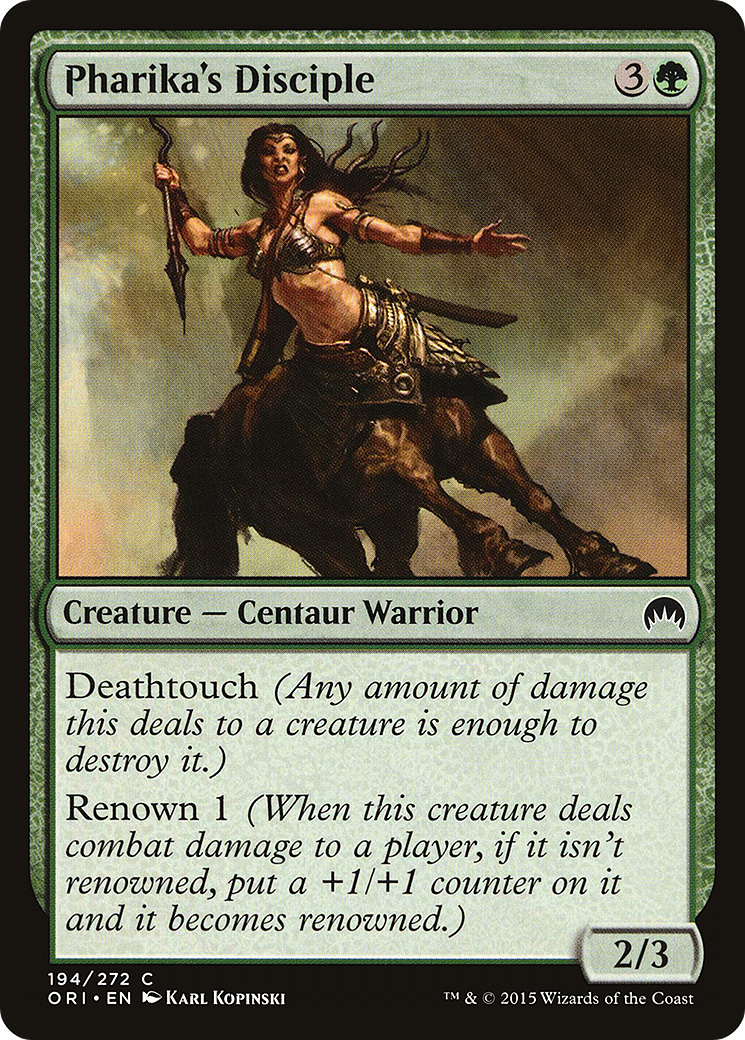 Pharika's Disciple 3
Creature — Centaur Warrior
Deathtouch (Any amount of damage
this deals to a creature is enough to
destroy it.)
Renown 1 (When this creature deals
combat damage to a player, if it isn't
renowned, put a +1/+1 counter on it
and it becomes renowned.)
2/3
194/272 C
ORI • EN Karl Kopinski
™ & © 2015 Wizards of the Coast